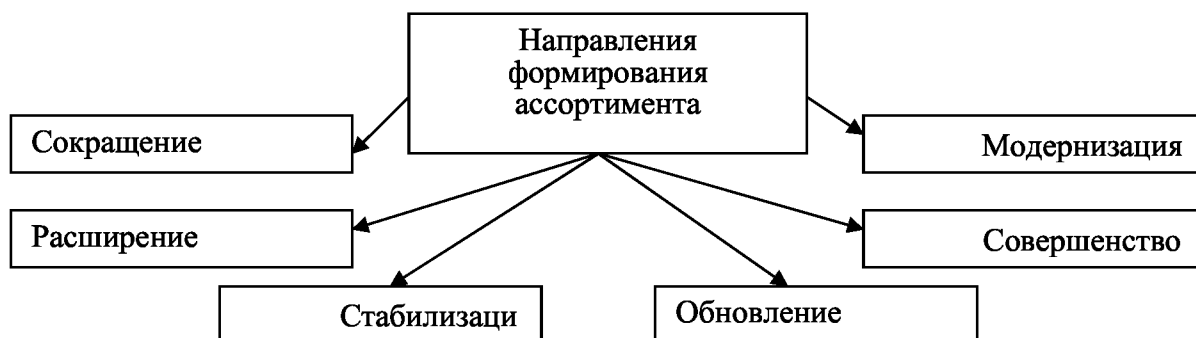 Направления
формирования
ассортимента
Сокращение
Модернизация
Расширение
Совершенство
Стабилизаци
Обновление